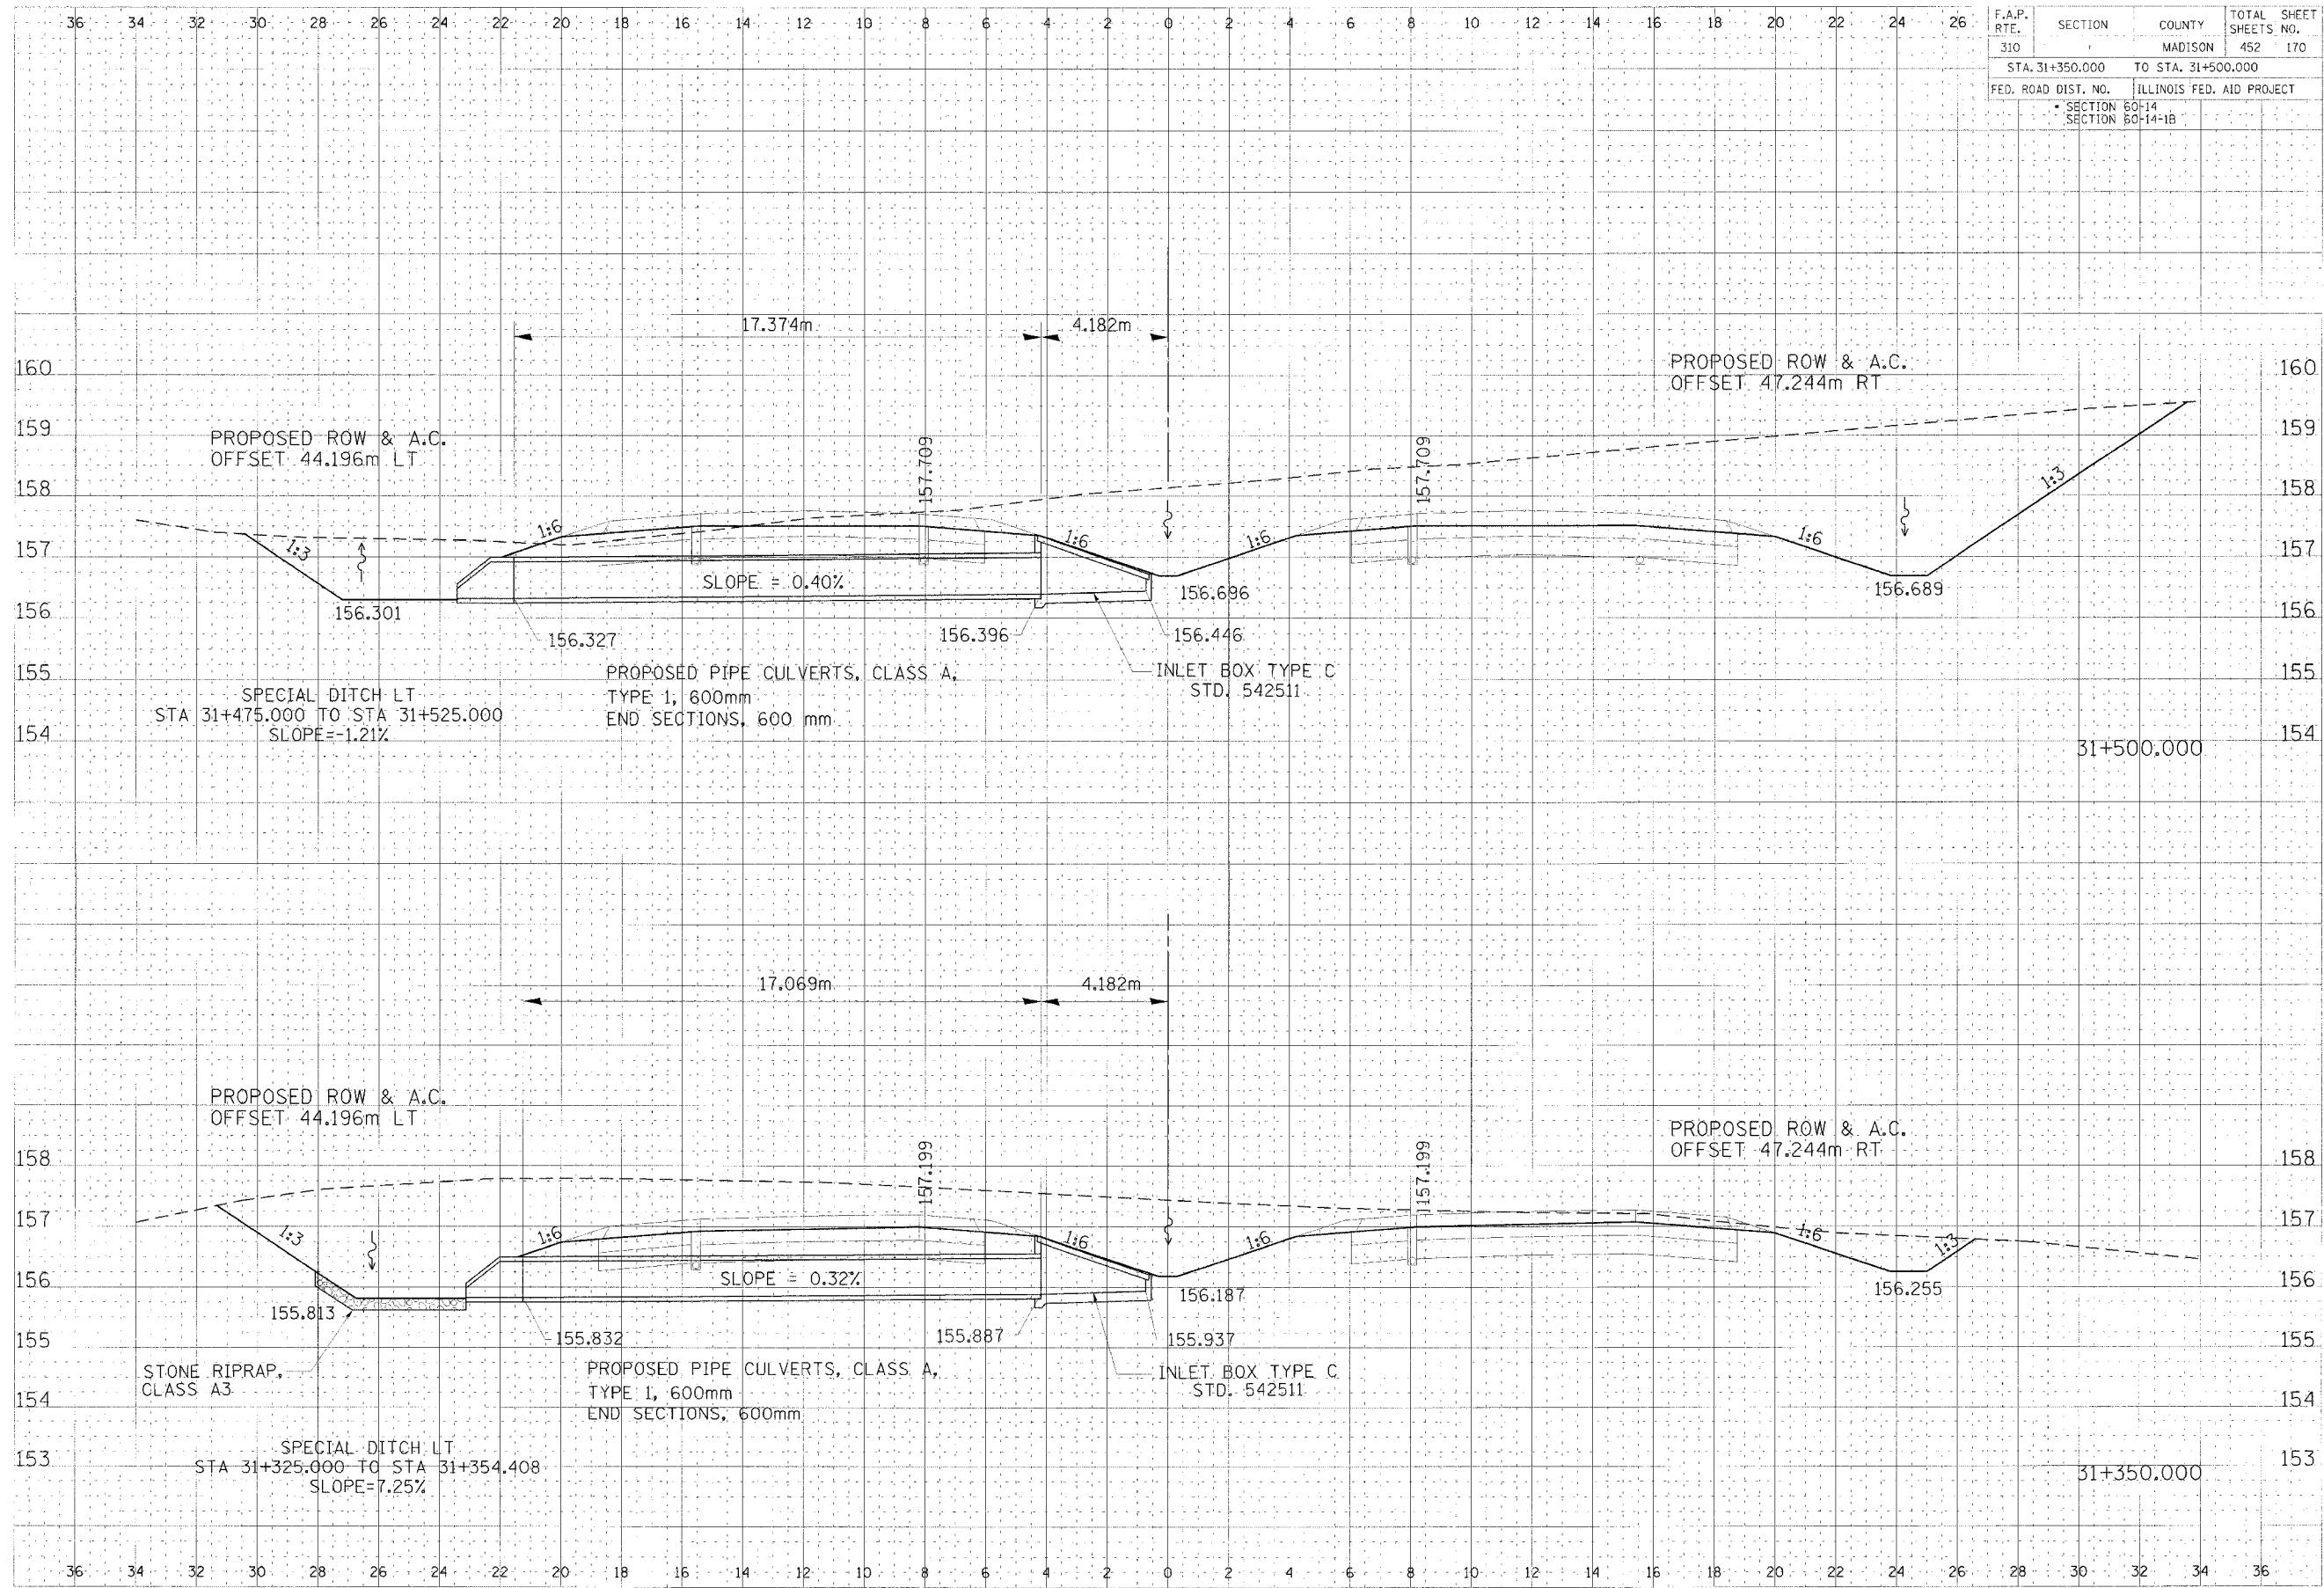 36 34 32 30 28 26 24 22 20 18 16 14 12 10 8 6 4 2 0 2 4 6 8 10 12 14 16 18 20 22 24 26
F.A.P. RTE. SECTION COUNTY TOTAL SHEETS SHEET NO.
310 MADISON 452 170
STA. 31+350.000 TO STA. 31+500.000
FED. ROAD DIST. NO. ILLINOIS FED. AID PROJECT
• SECTION 60-14
SECTION 60-14-1B
17.374m 4.182m
160 160
PROPOSED ROW & A.C.
OFFSET 47.244m RT
159 159
PROPOSED ROW & A.C.
OFFSET 44.196m LT
157.709 157.709
158 158
1:3
1:6 1:6 1:6 1:6
157 157
1:3
SLOPE = 0.40%
156.301 156.696 156.689
156 156
156.327 156.396 156.446
155 155
PROPOSED PIPE CULVERTS, CLASS A,
TYPE 1, 600mm
END SECTIONS, 600 mm
INLET BOX TYPE C
STD. 542511
SPECIAL DITCH LT
STA 31+475.000 TO STA 31+525.000
SLOPE=-1.21%
154 154
31+500.000
17.069m 4.182m
PROPOSED ROW & A.C.
OFFSET 44.196m LT
PROPOSED ROW & A.C.
OFFSET 47.244m RT
157.199 157.199
158 158
157 157
1:3 1:6 1:6 1:6 1:6 1:3
SLOPE = 0.32%
156 156
156.187 156.255
155.813 155.832 155.887 155.937
155 155
STONE RIPRAP,
CLASS A3
PROPOSED PIPE CULVERTS, CLASS A,
TYPE 1, 600mm
END SECTIONS, 600mm
INLET BOX TYPE C
STD. 542511
154 154
SPECIAL DITCH LT
STA 31+325.000 TO STA 31+354.408
SLOPE=7.25%
153 153
31+350.000
36 34 32 30 28 26 24 22 20 18 16 14 12 10 8 6 4 2 0 2 4 6 8 10 12 14 16 18 20 22 24 26 28 30 32 34 36